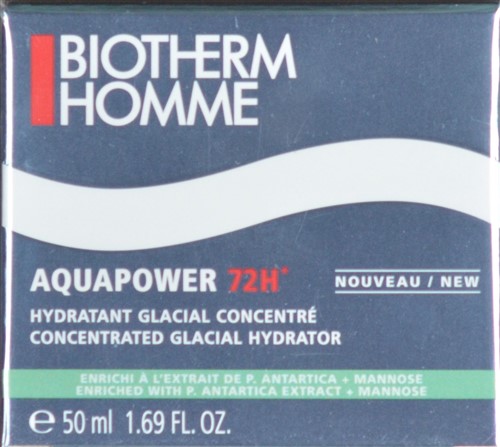 BIOTHERM
HOMME
AQUAPOWER 72H*
NOUVEAU / NEW
HYDRATANT GLACIAL CONCENTRÉ
CONCENTRATED GLACIAL HYDRATOR
ENRICHI À L'EXTRAIT DE P. ANTARTICA + MANNOSE
ENRICHED WITH P. ANTARTICA EXTRACT + MANNOSE
℮ 50 ml 1.69 FL. OZ.